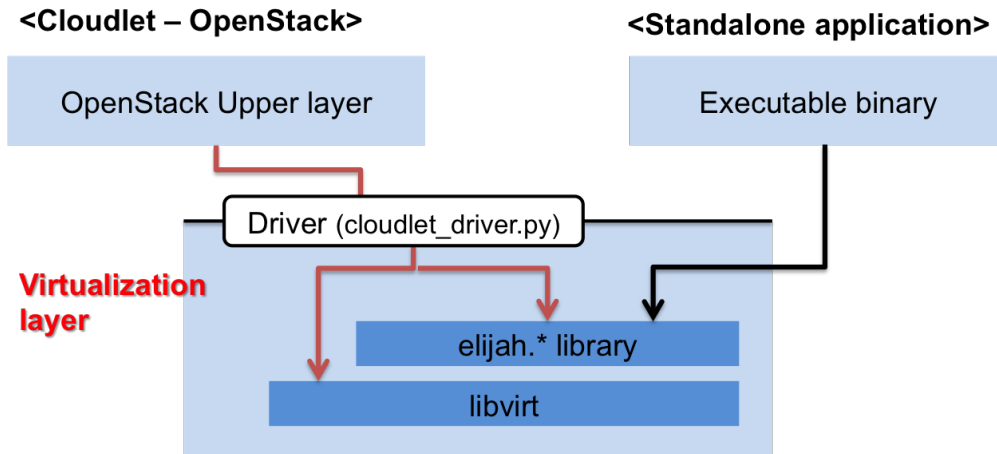 <Cloudlet – OpenStack>
<Standalone application>
OpenStack Upper layer
Executable binary
Driver (cloudlet_driver.py)
Virtualization
layer
elijah.* library
libvirt